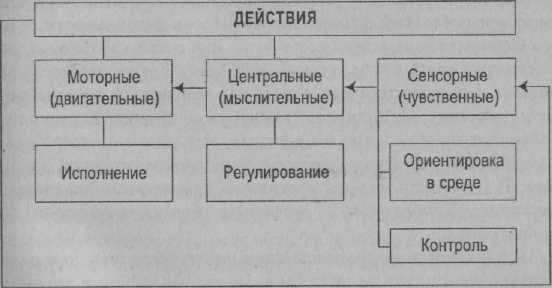 ДЕЙСТВИЯ
Моторные
(двигательные)
Центральные
(мыслительные)
Сенсорные
(чувственные)
Исполнение
Регулирование
Ориентировка
в среде
Контроль